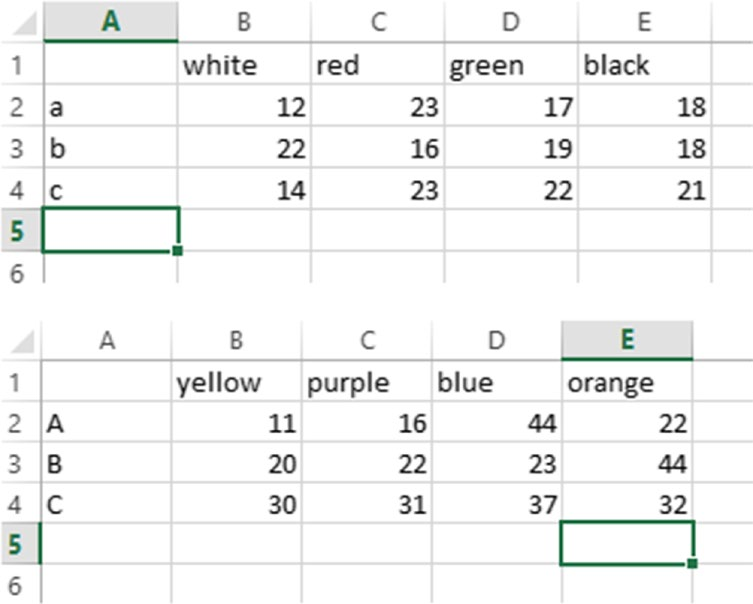 A B C D E
1 white red green black
2 a 12 23 17 18
3 b 22 16 19 18
4 c 14 23 22 21
5
6
A B C D E
1 yellow purple blue orange
2 A 11 16 44 22
3 B 20 22 23 44
4 C 30 31 37 32
5
6